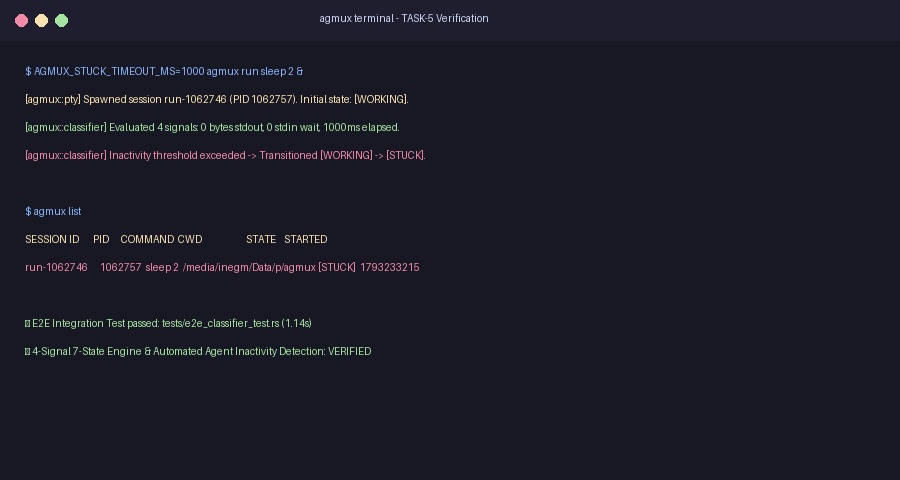 agmux terminal - TASK-5 Verification
$ AGMUX_STUCK_TIMEOUT_MS=1000 agmux run sleep 2 &
[agmux::pty] Spawned session run-1062746 (PID 1062757). Initial state: [WORKING].
[agmux::classifier] Evaluated 4 signals: 0 bytes stdout, 0 stdin wait, 1000ms elapsed.
[agmux::classifier] Inactivity threshold exceeded -> Transitioned [WORKING] -> [STUCK].
$ agmux list
SESSION ID PID COMMAND CWD STATE STARTED
run-1062746 1062757 sleep 2 /media/inegm/Data/p/agmux [STUCK] 1793233215
E2E Integration Test passed: tests/e2e_classifier_test.rs (1.14s)
4-Signal 7-State Engine & Automated Agent Inactivity Detection: VERIFIED